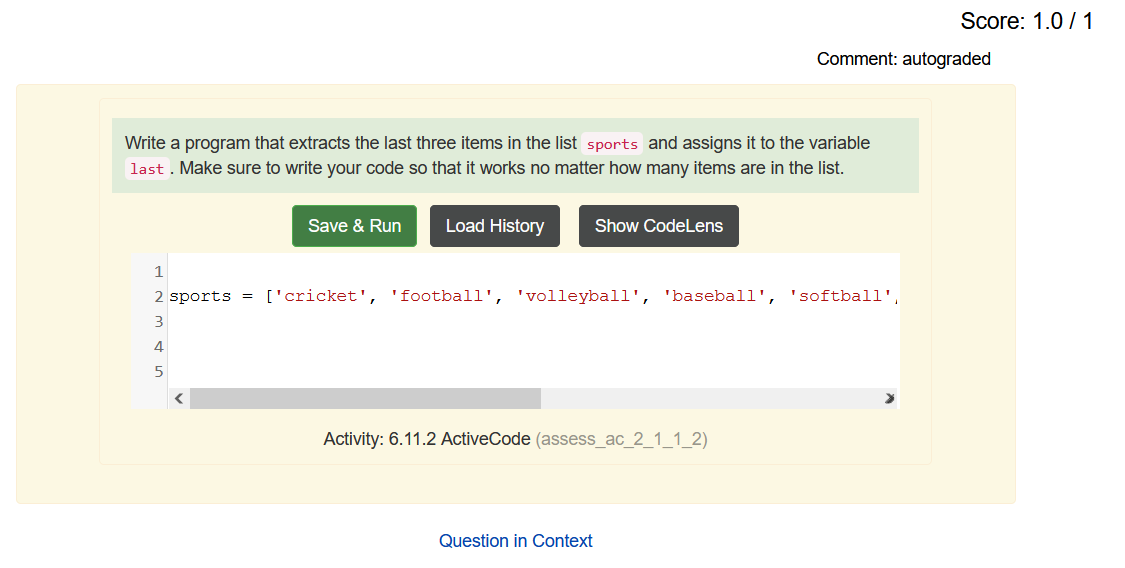 Score: 1.0 / 1
Comment: autograded
Write a program that extracts the last three items in the list sports and assigns it to the variable
last . Make sure to write your code so that it works no matter how many items are in the list.
Save & Run Load History Show CodeLens
1
2 sports = ['cricket', 'football', 'volleyball', 'baseball', 'softball',
3
4
5
Activity: 6.11.2 ActiveCode (assess_ac_2_1_1_2)
Question in Context